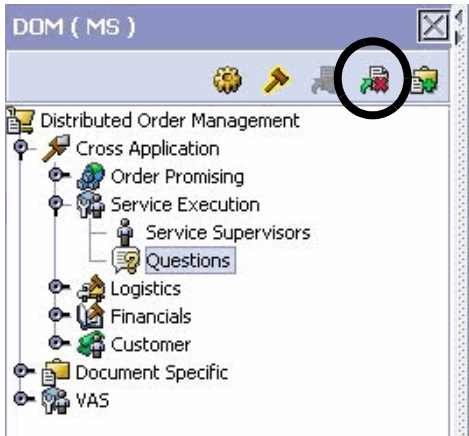 DOM ( MS )
Distributed Order Management
Cross Application
Order Promising
Service Execution
Service Supervisors
Questions
Logistics
Financials
Customer
Document Specific
VAS